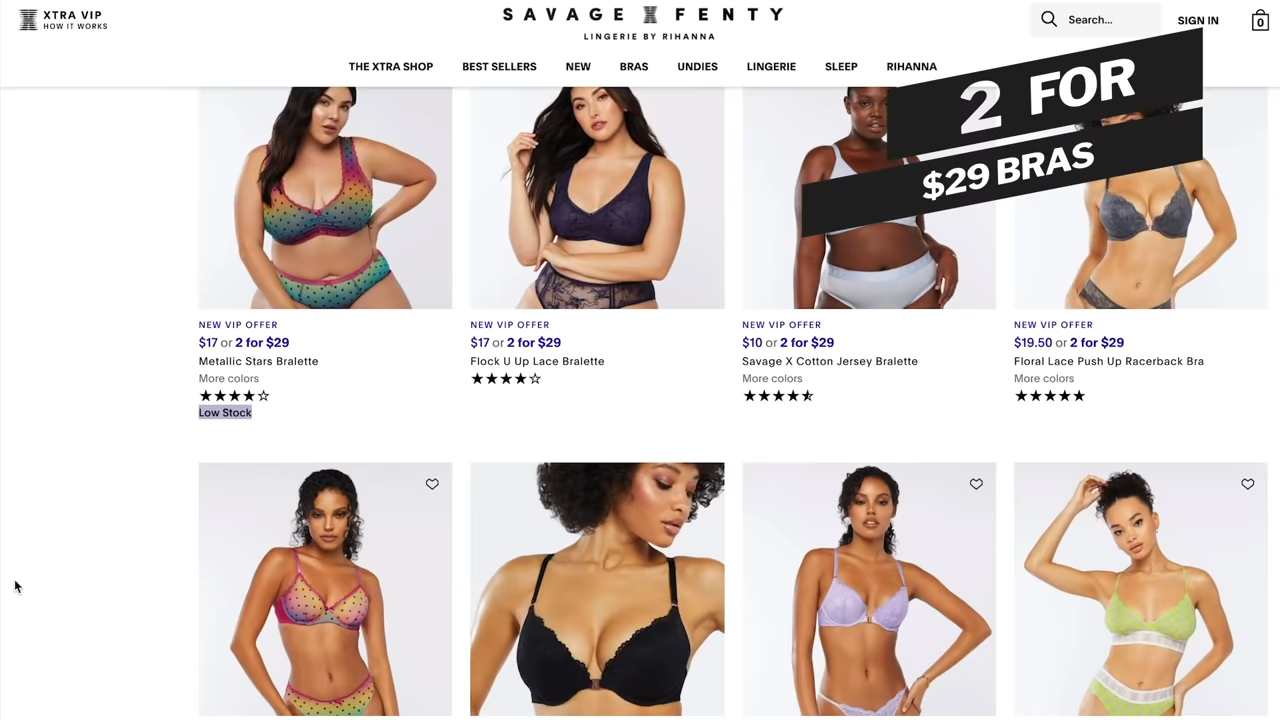 XTRA VIP
HOW IT WORKS
SAVAGE X FENTY
LINGERIE BY RIHANNA
Search...
SIGN IN
0
THE XTRA SHOP
BEST SELLERS
NEW
BRAS
UNDIES
LINGERIE
SLEEP
RIHANNA
2 FOR
$29 BRAS
NEW VIP OFFER
$17 or 2 for $29
Metallic Stars Bralette
More colors
Low Stock
NEW VIP OFFER
$17 or 2 for $29
Flock U Up Lace Bralette
NEW VIP OFFER
$10 or 2 for $29
Savage X Cotton Jersey Bralette
More colors
NEW VIP OFFER
$19.50 or 2 for $29
Floral Lace Push Up Racerback Bra
More colors